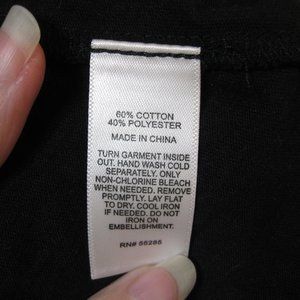 60% COTTON
40% POLYESTER
MADE IN CHINA
TURN GARMENT INSIDE
OUT. HAND WASH COLD
SEPARATELY. ONLY
NON-CHLORINE BLEACH
WHEN NEEDED. REMOVE
PROMPTLY. LAY FLAT
TO DRY. COOL IRON
IF NEEDED. DO NOT
IRON ON
EMBELLISHMENT.
RN# 56285